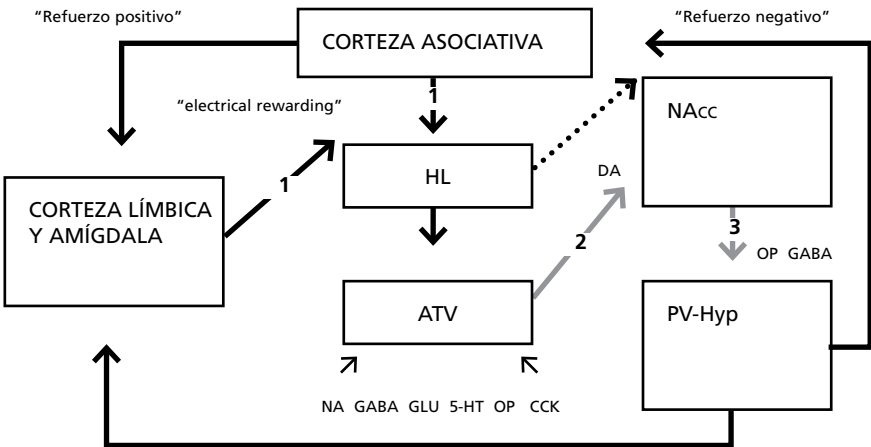 “Refuerzo positivo”
“Refuerzo negativo”
CORTEZA ASOCIATIVA
1
“electrical rewarding”
NAcc
HL
DA
1
CORTEZA LÍMBICA
Y AMÍGDALA
2
3
OP GABA
ATV
PV-Hyp
NA GABA GLU 5-HT OP CCK